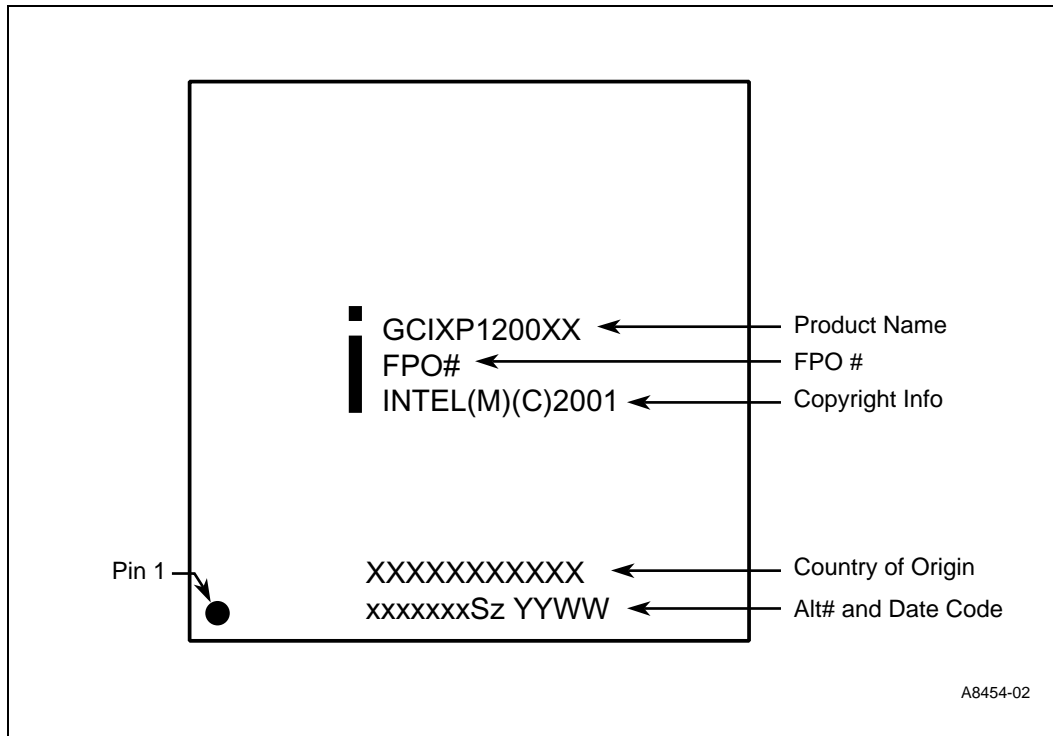 GCIXP1200XX
Product Name
FPO#
FPO #
INTEL(M)(C)2001
Copyright Info
Pin 1
XXXXXXXXXXX
Country of Origin
xxxxxxxSz YYWW
Alt# and Date Code
A8454-02